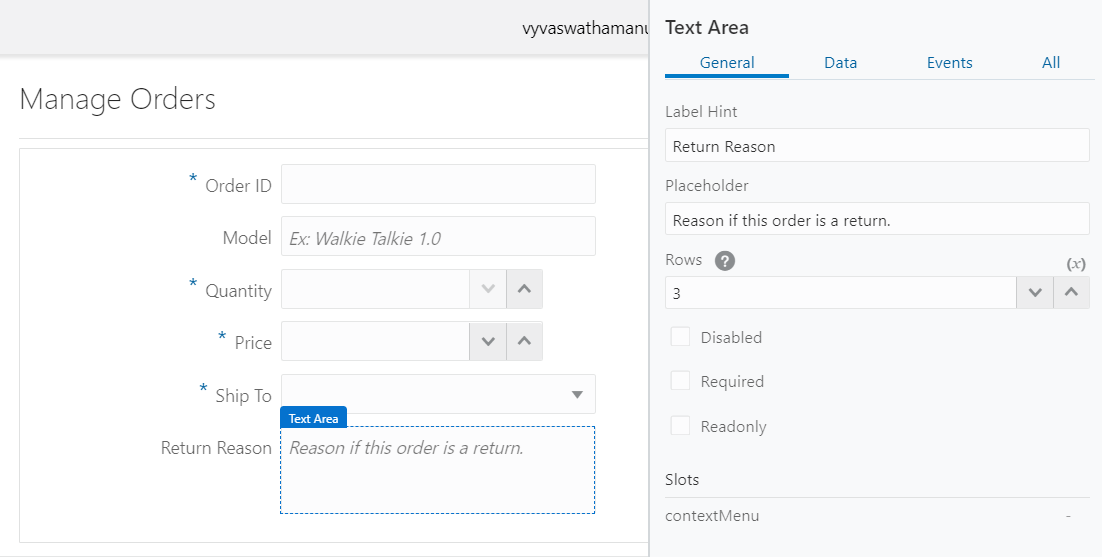 vyvaswathamanu
Manage Orders
* Order ID
Model Ex: Walkie Talkie 1.0
* Quantity
* Price
* Ship To
Text Area
Return Reason Reason if this order is a return.
Text Area
General Data Events All
Label Hint
Return Reason
Placeholder
Reason if this order is a return.
Rows ? (x)
3
Disabled
Required
Readonly
Slots
contextMenu -